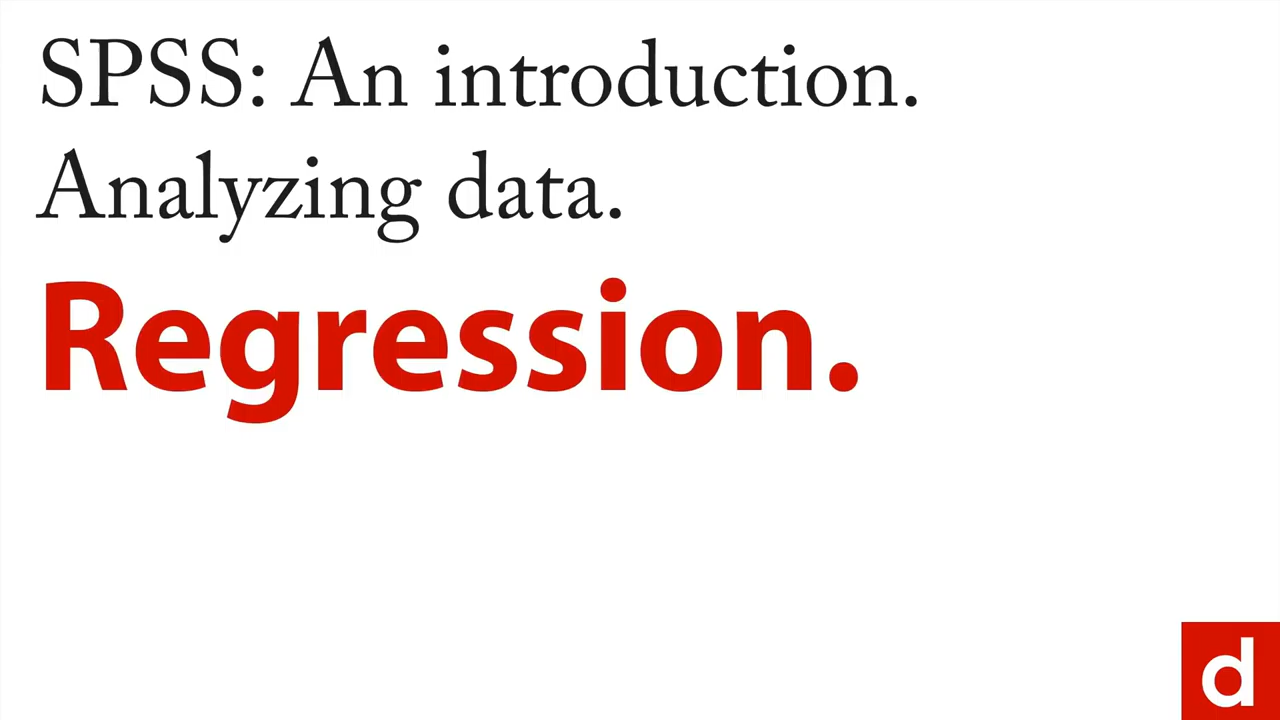 SPSS: An introduction.
Analyzing data.
Regression.
d